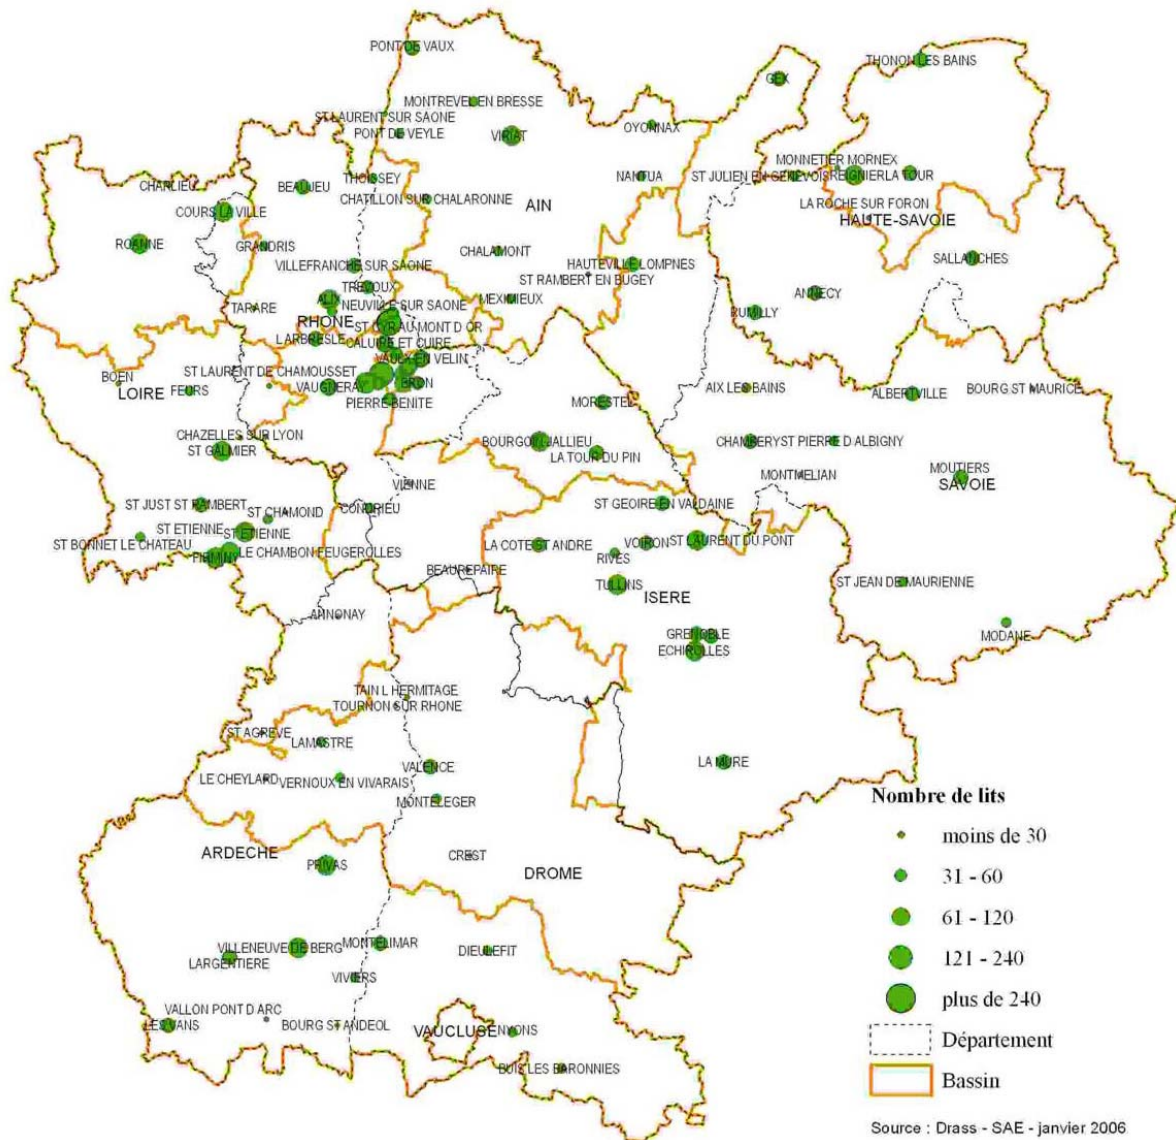 PONT DE VAUX
THONON LES BAINS
GEX
MONTREVEL EN BRESSE
ST LAURENT SUR SAONE
PONT DE VEYLE
VIRIAT
OYONNAX
MONNETIER MORNEX
CHARLIEU
BEAUJEU
THOISSEY
NANTUA
ST JULIEN EN GENEVOIS
REIGNIER
LA TOUR
CHATILLON SUR CHALARONNE
AIN
LA ROCHE SUR FORON
COURS LA VILLE
HAUTE-SAVOIE
ROANNE
GRANDRIS
CHALAMONT
SALLANCHES
VILLEFRANCHE SUR SAONE
HAUTEVILLE LOMPNES
ST RAMBERT EN BUGEY
TREVOUX
ANNECY
ALIX
NEUVILLE SUR SAONE
MEXIMIEUX
TARARE
RHONE
RUMILLY
ST CYR AU MONT D OR
L ARBRESLE
CALUIRE ET CUIRE
VAULX EN VELIN
ST LAURENT DE CHAMOUSSET
BOEN
LOIRE
FEURS
VAUGNERAY
BRON
AIX LES BAINS
ALBERTVILLE
BOURG ST MAURICE
PIERRE BENITE
MORESTEL
CHAZELLES SUR LYON
BOURGOIN JALLIEU
CHAMBERY
ST PIERRE D ALBIGNY
ST GALMIER
LA TOUR DU PIN
MONTMELIAN
MOUTIERS
SAVOIE
VIENNE
ST JUST ST RAMBERT
ST CHAMOND
CONDRIEU
ST GEOIRE EN VALDAINE
ST ETIENNE
ST ETIENNE
ST BONNET LE CHATEAU
LE CHAMBON FEUGEROLLES
FIRMINY
LA COTE ST ANDRE
VOIRON
ST LAURENT DU PONT
RIVES
BEAUREPAIRE
TULLINS
ST JEAN DE MAURIENNE
ISERE
ANNONAY
GRENOBLE
MODANE
ECHIROLLES
TAIN L HERMITAGE
TOURNON SUR RHONE
ST AGREVE
LAMASTRE
VALENCE
LA MURE
LE CHEYLARD
VERNOUX EN VIVARAIS
MONTELEGER
ARDECHE
PRIVAS
CREST
DROME
VILLENEUVE DE BERG
MONTELIMAR
LARGENTIERE
DIEULEFIT
VIVIERS
VALLON PONT D ARC
LES VANS
BOURG ST ANDEOL
VAUCLUSE
NYONS
BUIS LES BARONNIES
Nombre de lits
moins de 30
31 - 60
61 - 120
121 - 240
plus de 240
Département
Bassin
Source : Drass - SAE - janvier 2006